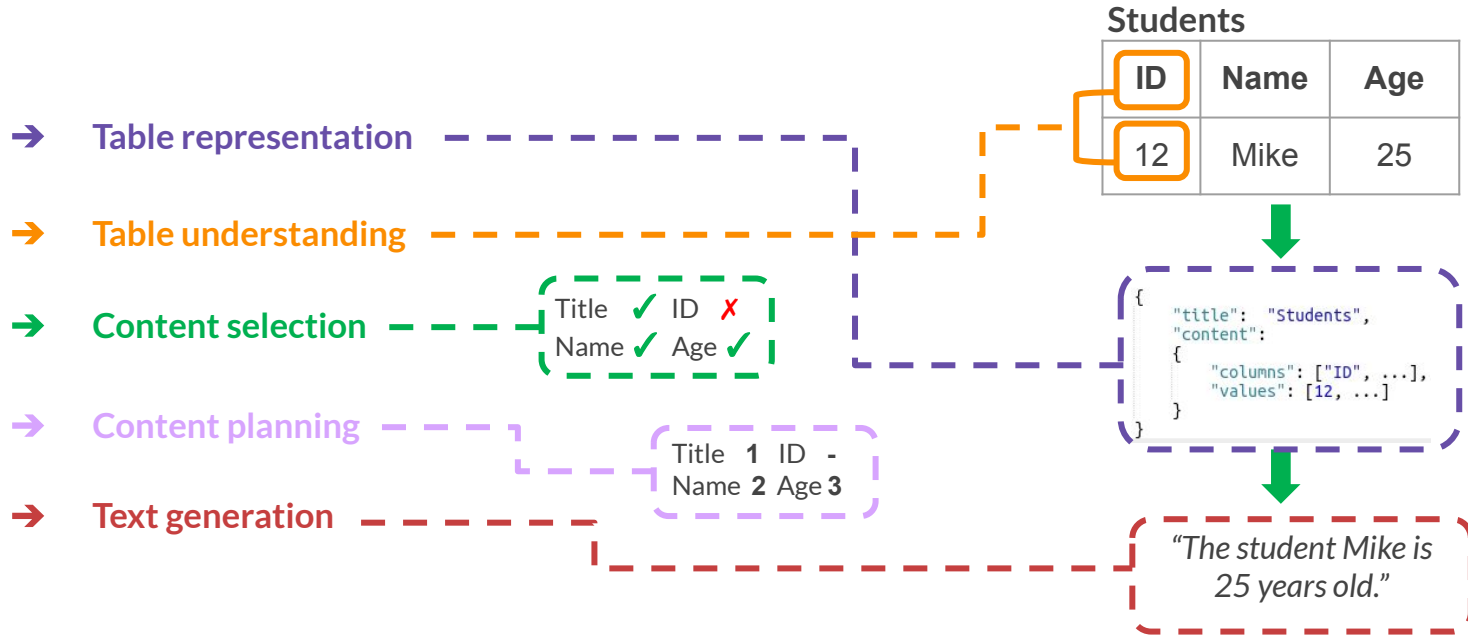 Students
ID Name Age
12 Mike 25
➔ Table representation
➔ Table understanding
➔ Content selection
Title ✓ ID ✗
Name ✓ Age ✓
➔ Content planning
Title 1 ID -
Name 2 Age 3
➔ Text generation
{
"title": "Students",
"content":
{
"columns": ["ID", ...],
"values": [12, ...]
}
}
“The student Mike is
25 years old.”